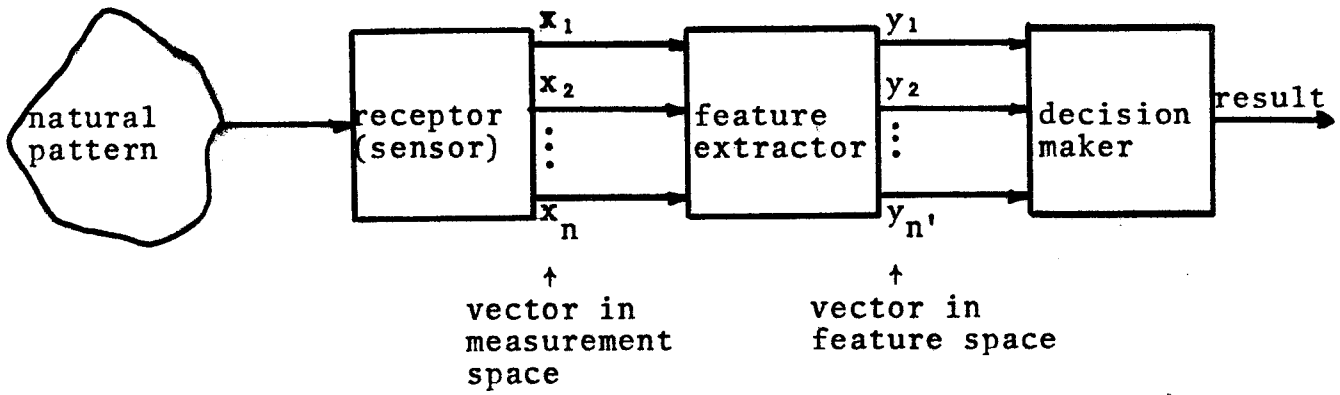 natural
pattern
receptor
(sensor)
x1
x2
⋮
xn
vector in
measurement
space
feature
extractor
y1
y2
⋮
yn'
vector in
feature space
decision
maker
result